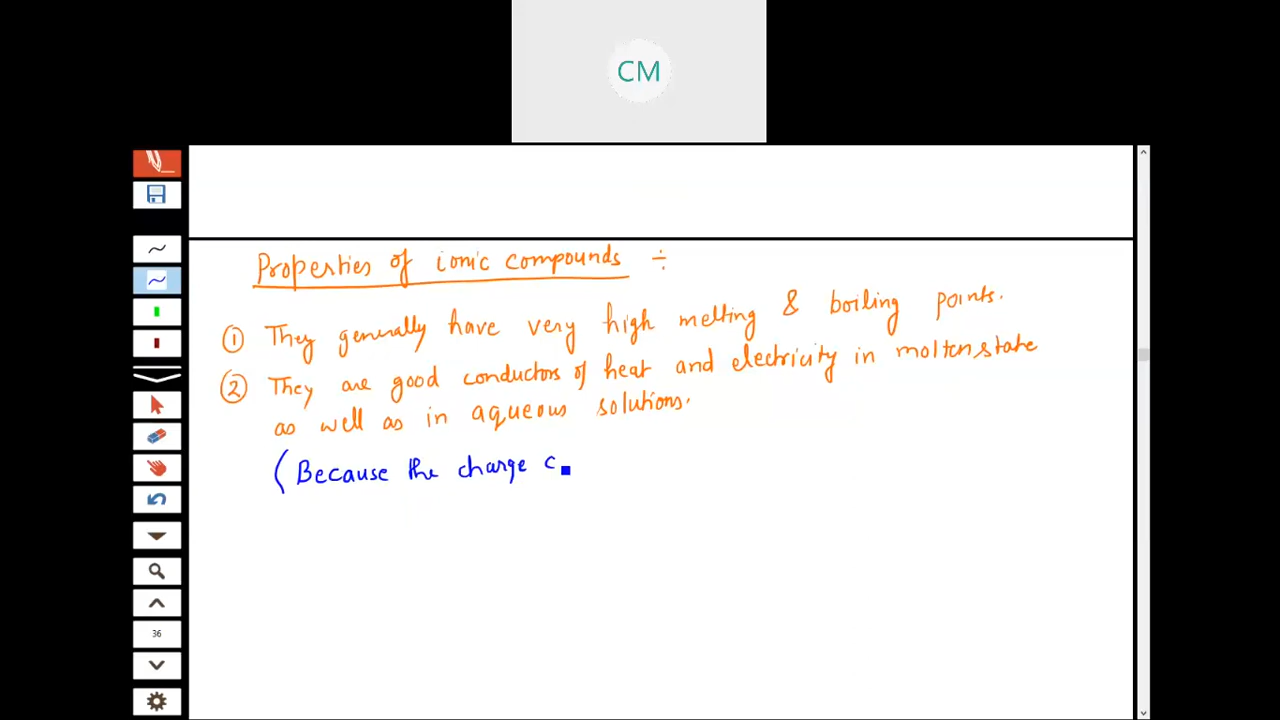 CM
Properties of ionic compounds ÷
① They generally have very high melting & boiling points.
② They are good conductors of heat and electricity in molten state
as well as in aqueous solutions.
(Because the charge c
36